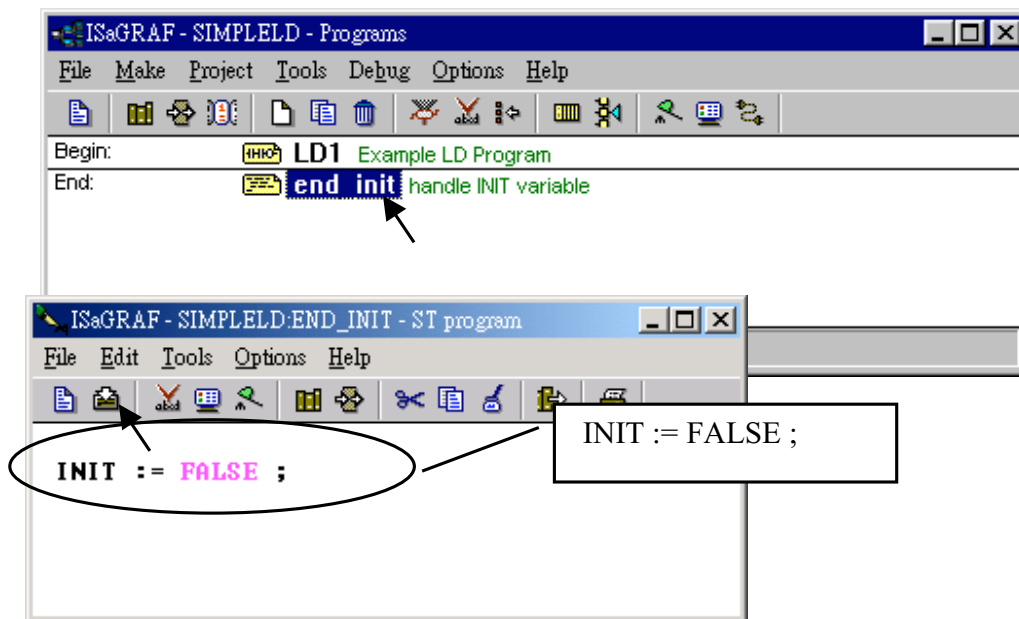 ISaGRAF - SIMPLELD - Programs
File Make Project Tools Debug Options Help
Begin: LD1 Example LD Program
End: end_init handle INIT variable
ISaGRAF - SIMPLELD:END_INIT - ST program
File Edit Tools Options Help
INIT := FALSE ;
INIT := FALSE ;